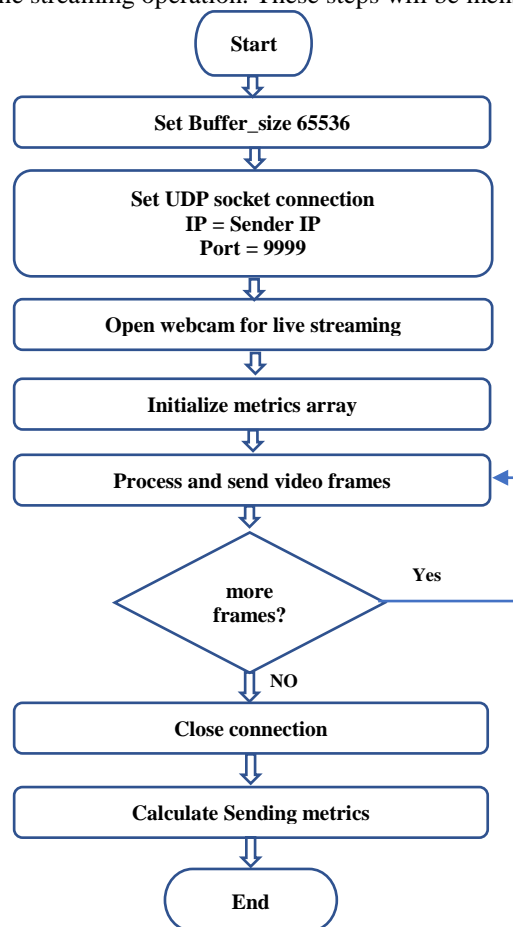 streaming operation. These steps will be
Start
Set Buffer_size 65536
Set UDP socket connection
IP = Sender IP
Port = 9999
Open webcam for live streaming
Initialize metrics array
Process and send video frames
more
frames?
Yes
NO
Close connection
Calculate Sending metrics
End